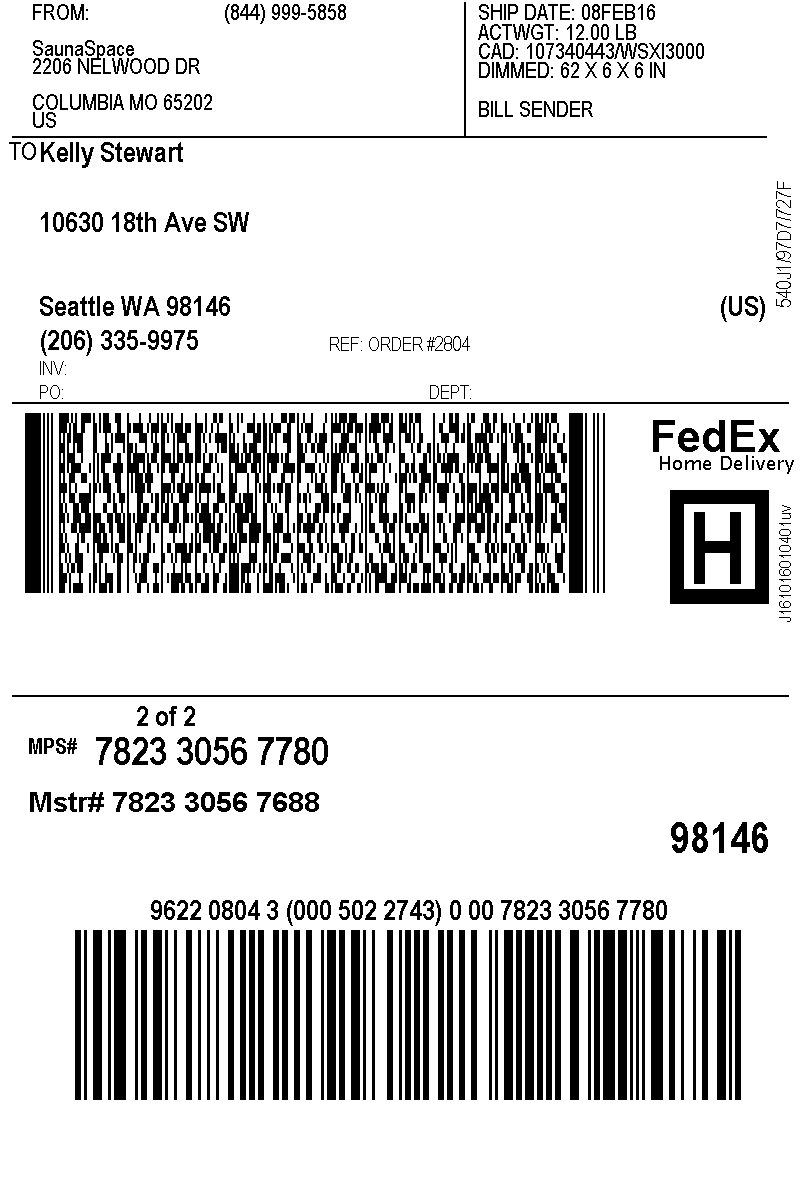 FROM: (844) 999-5858
SaunaSpace
2206 NELWOOD DR
COLUMBIA MO 65202
US
SHIP DATE: 08FEB16
ACTWGT: 12.00 LB
CAD: 107340443/WSXI3000
DIMMED: 62 X 6 X 6 IN
BILL SENDER
TO Kelly Stewart
10630 18th Ave SW
Seattle WA 98146 (US)
(206) 335-9975 REF: ORDER #2804
INV:
PO: DEPT:
540J1/97D7/727F
FedEx
Home Delivery
H
J161016010401uv
2 of 2
MPS# 7823 3056 7780
Mstr# 7823 3056 7688
98146
9622 0804 3 (000 502 2743) 0 00 7823 3056 7780